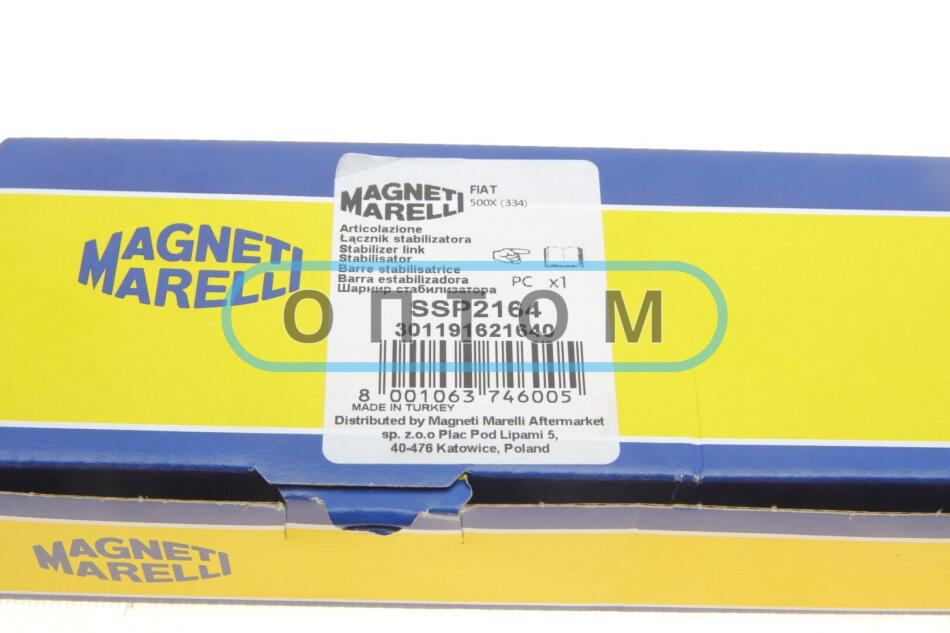 MAGNETI
MARELLI
MAGNETI
MARELLI
FIAT
500X (334)
Articolazione
Łącznik stabilizatora
Stabilizer link
Stabilisator
Barre stabilisatrice
Barra estabilizadora
Шарнир стабилизатора
PC x1
SSP2164
301191621640
ОПТОМ
8 001063 746005
MADE IN TURKEY
Distributed by Magneti Marelli Aftermarket
sp. z.o.o Plac Pod Lipami 5,
40-476 Katowice, Poland
MAGNETI
MARELLI